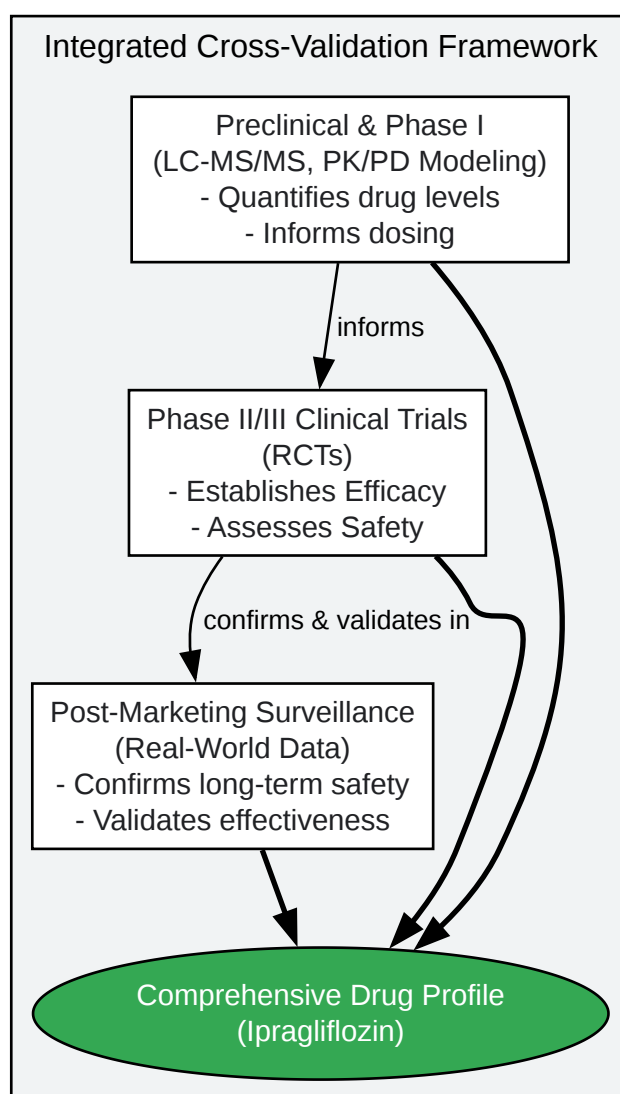 Integrated Cross-Validation Framework
Preclinical & Phase I
(LC-MS/MS, PK/PD Modeling)
- Quantifies drug levels
- Informs dosing
informs
Phase II/III Clinical Trials
(RCTs)
- Establishes Efficacy
- Assesses Safety
confirms & validates in
Post-Marketing Surveillance
(Real-World Data)
- Confirms long-term safety
- Validates effectiveness
Comprehensive Drug Profile
(Ipragliflozin)